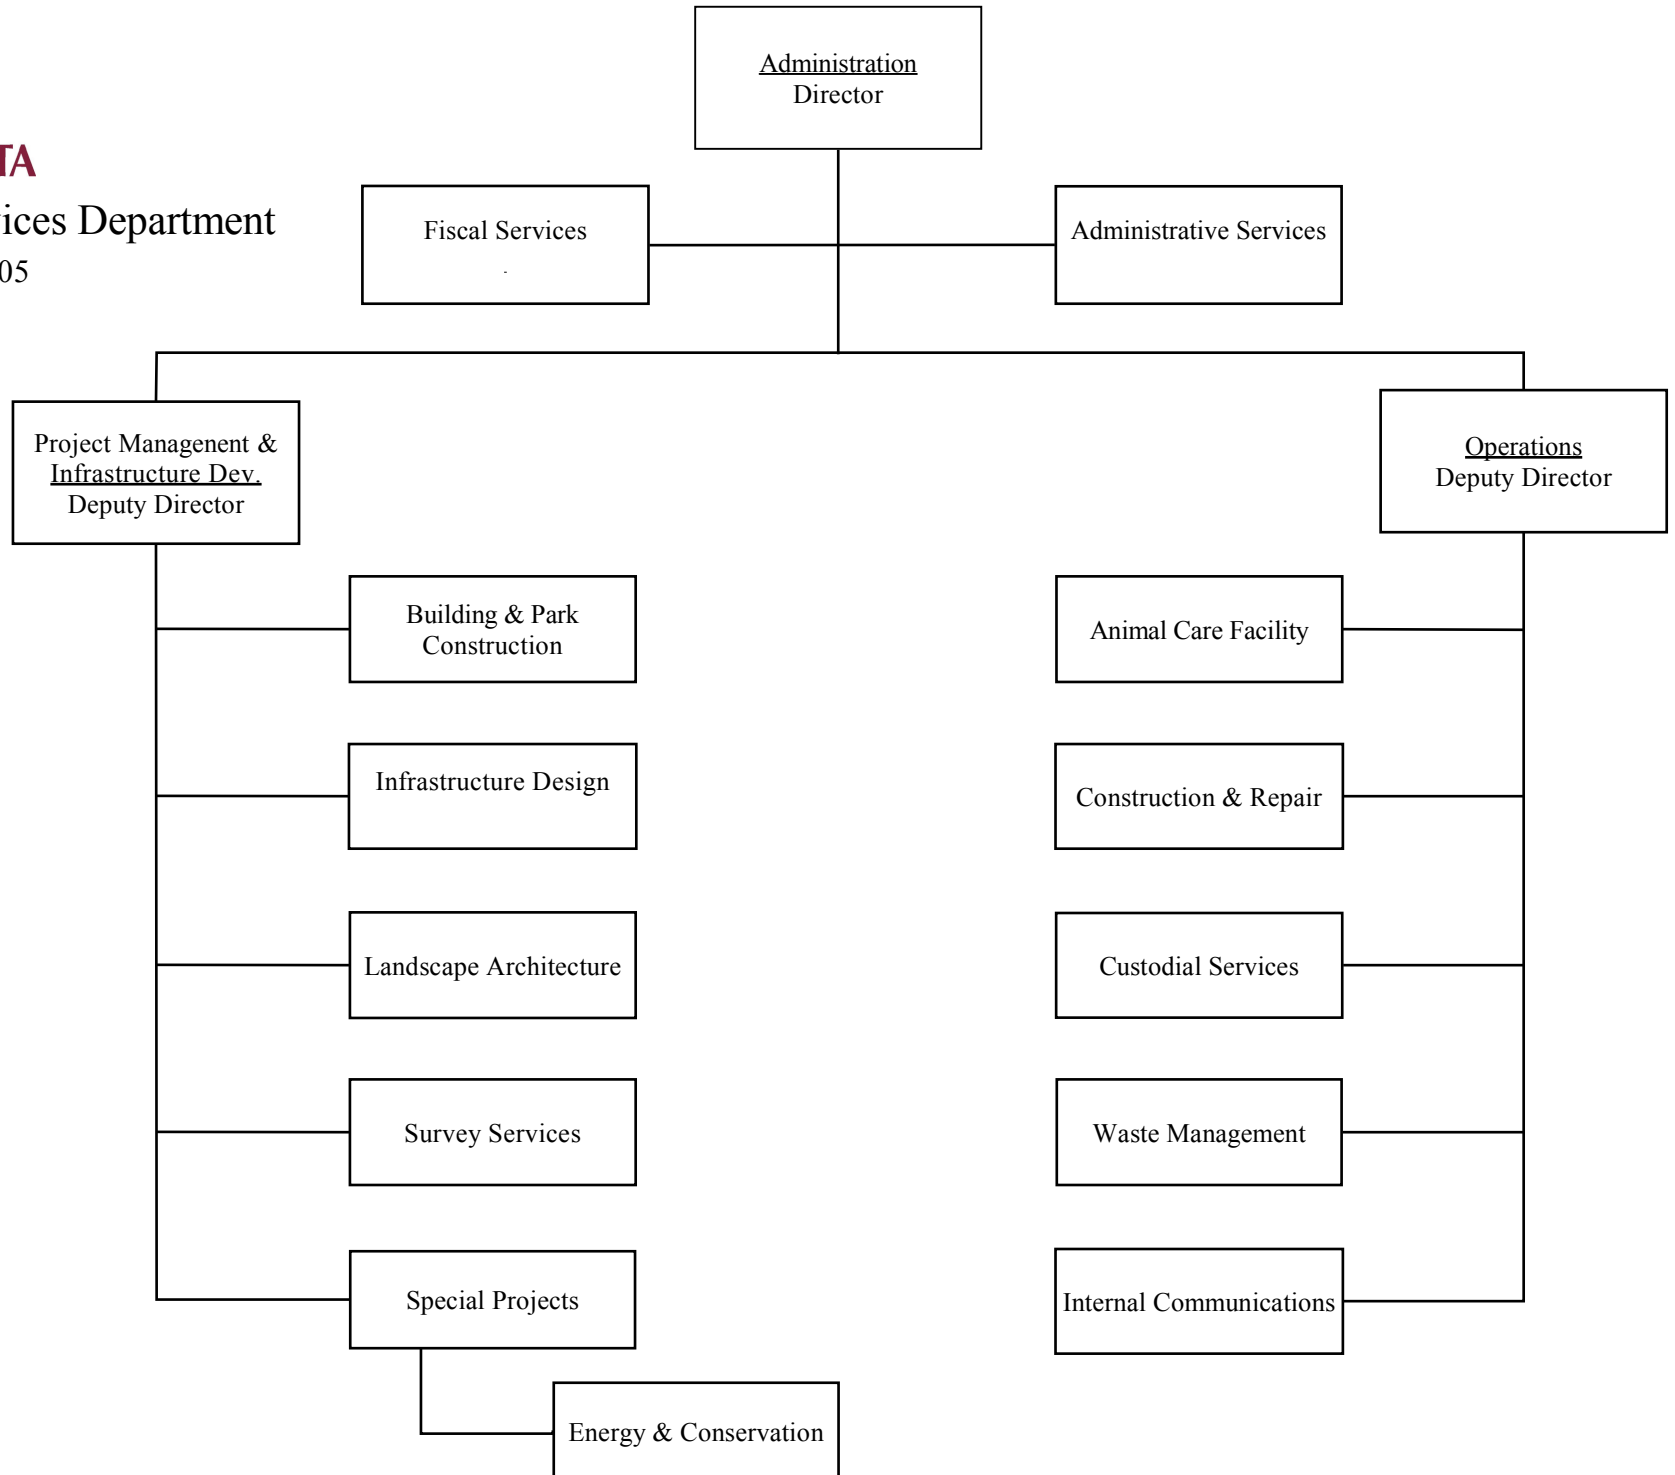 Administration
Director
TA
ices Department
05
Fiscal Services
.
Administrative Services
Project Managenent &
Infrastructure Dev.
Deputy Director
Operations
Deputy Director
Building & Park
Construction
Animal Care Facility
Infrastructure Design
Construction & Repair
Landscape Architecture
Custodial Services
Survey Services
Waste Management
Special Projects
Internal Communications
Energy & Conservation